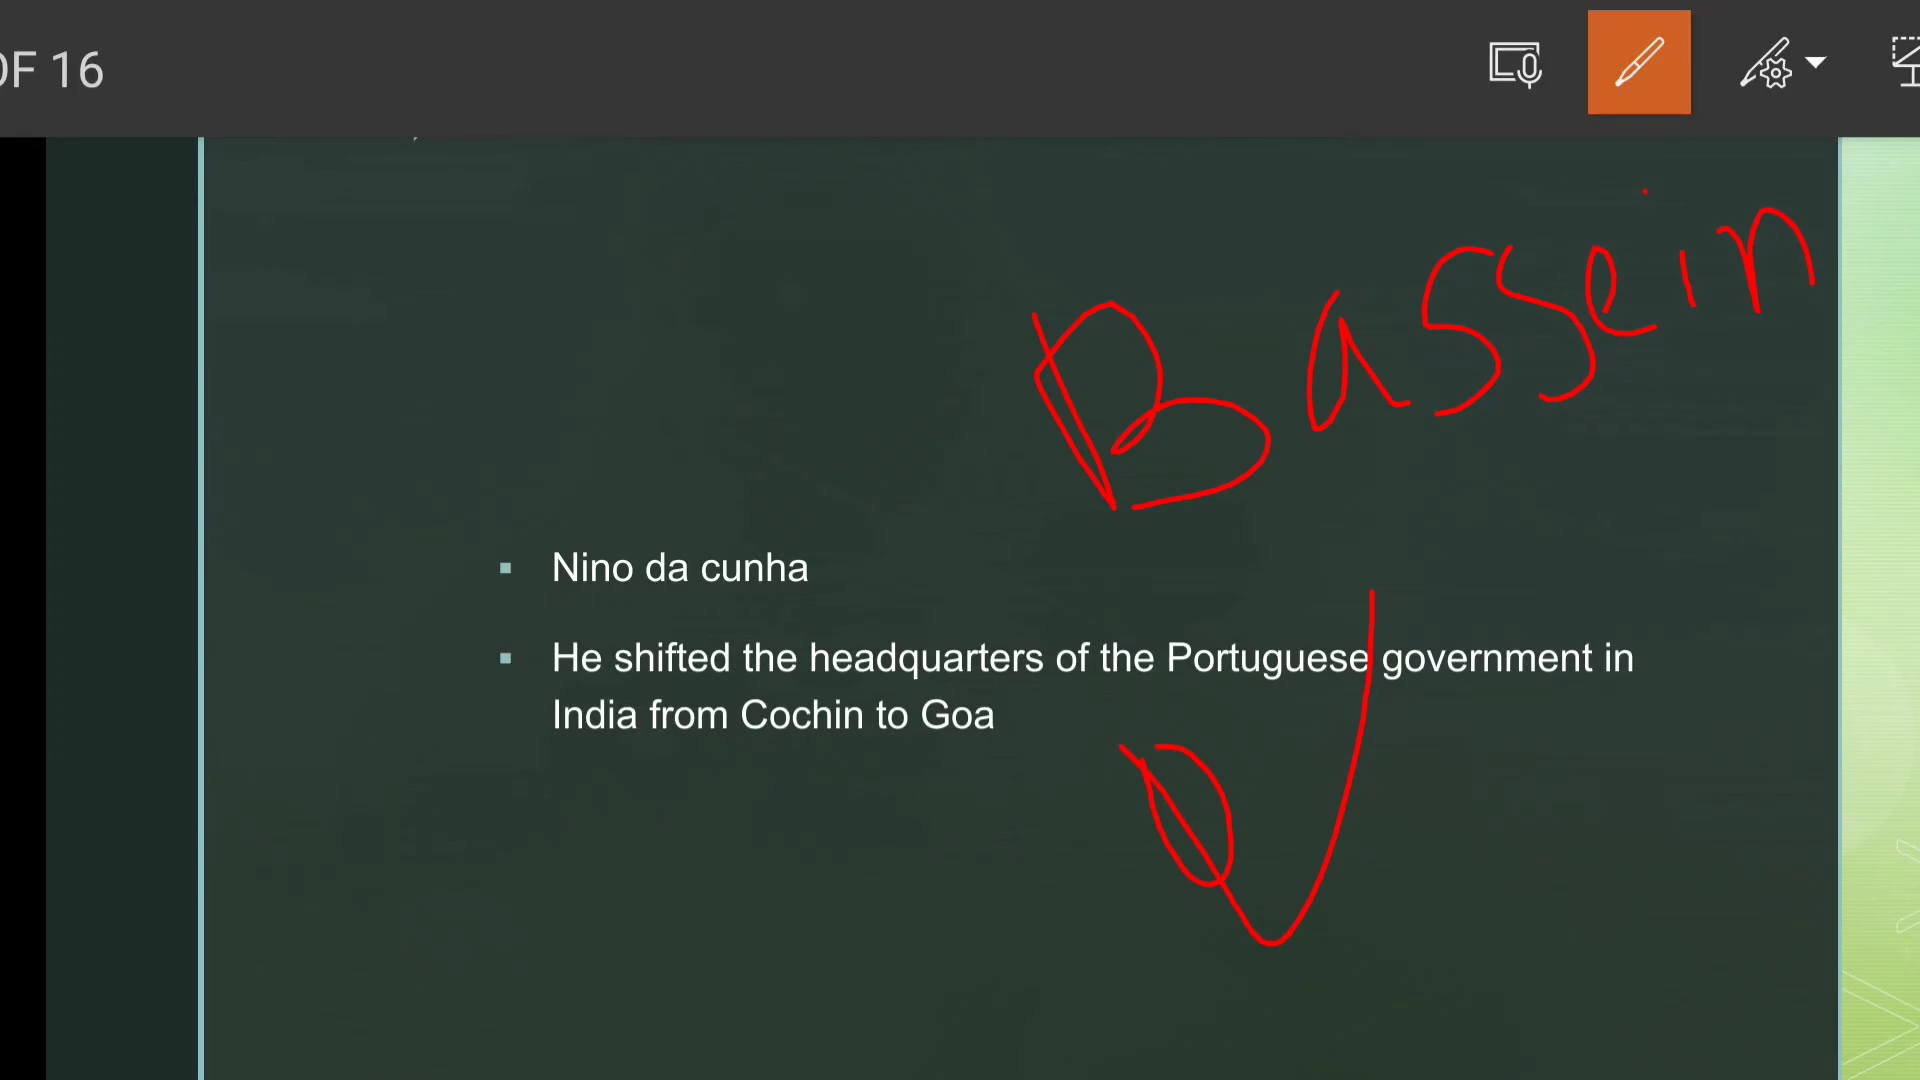 OF 16
Bassein
Nino da cunha
He shifted the headquarters of the Portuguese government in
India from Cochin to Goa